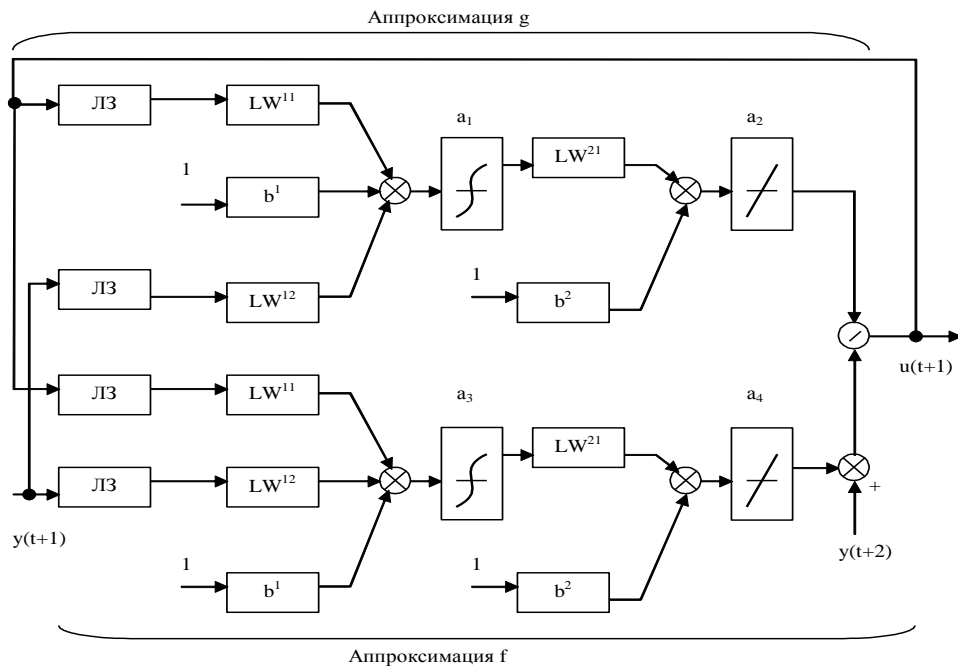 Аппроксимация g
ЛЗ
LW¹¹
a₁
a₂
LW²¹
1
b¹
ЛЗ
LW¹²
1
b²
u(t+1)
ЛЗ
LW¹¹
a₃
a₄
LW²¹
ЛЗ
LW¹²
+
y(t+1)
y(t+2)
1
b¹
1
b²
Аппроксимация f